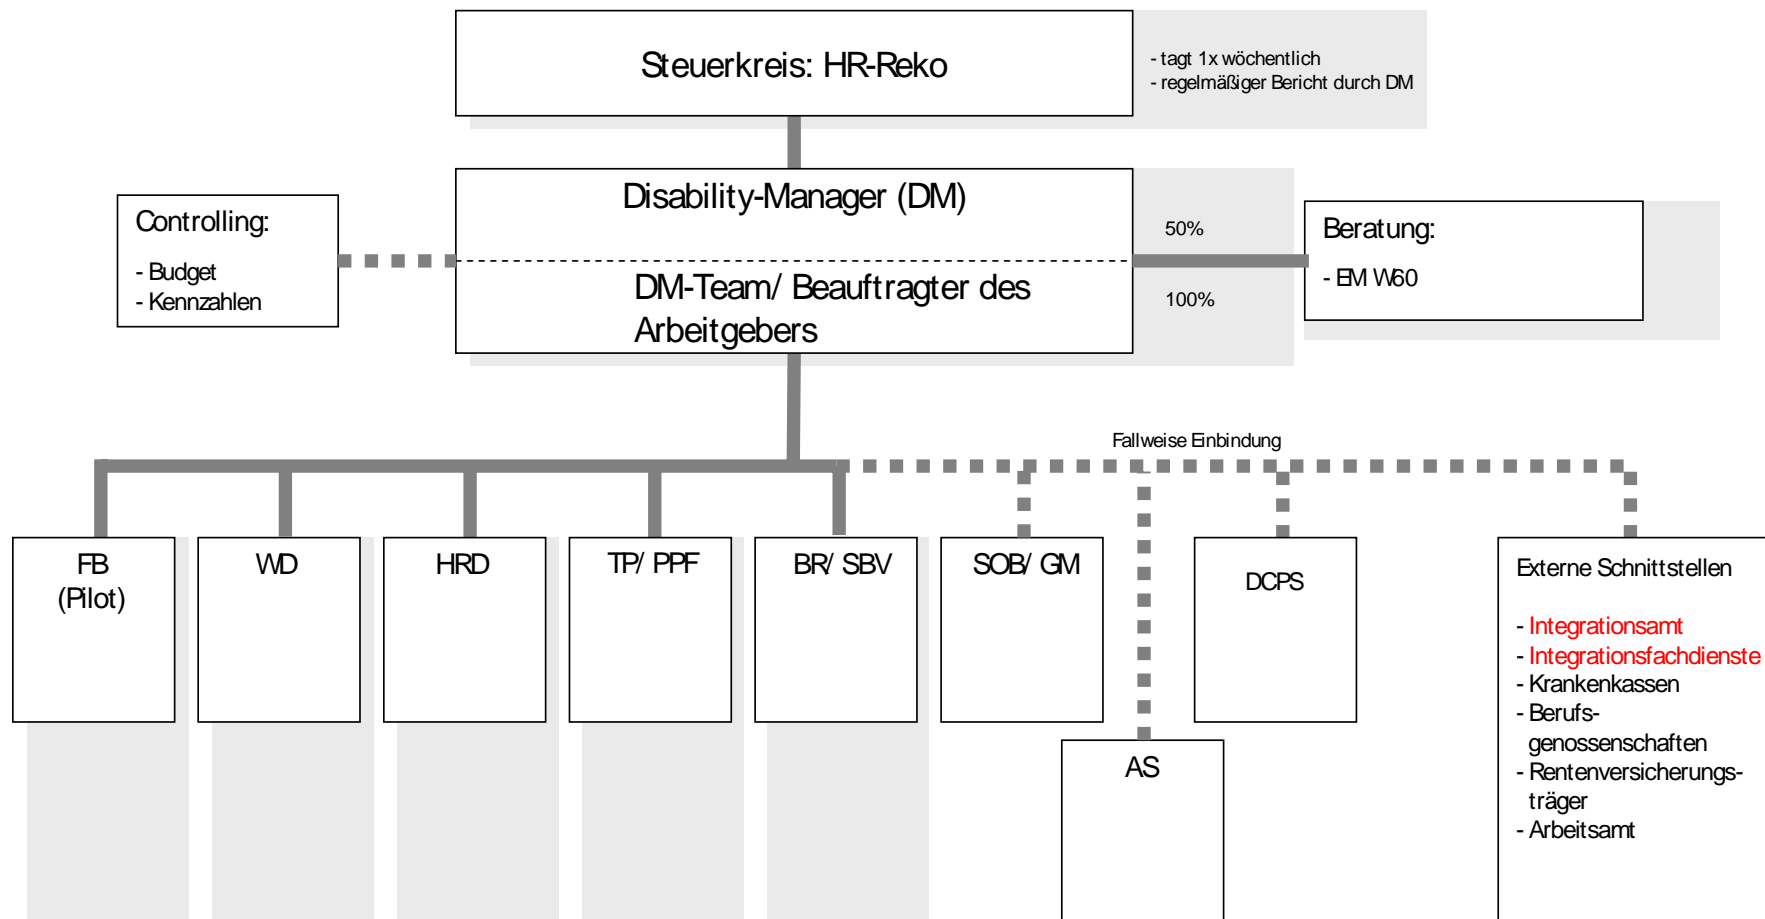 Steuerkreis: HR-Reko
- tagt 1x wöchentlich
- regelmäßiger Bericht durch DM
Controlling:
- Budget
- Kennzahlen
Disability-Manager (DM)
DM-Team/ Beauftragter des
Arbeitgebers
50%
100%
Beratung:
- EM W60
Fallweise Einbindung
FB
(Pilot)
WD
HRD
TP/ PPF
BR/ SBV
SOB/ GM
AS
DCPS
Externe Schnittstellen
- Integrationsamt
- Integrationsfachdienste
- Krankenkassen
- Berufs-
genossenschaften
- Rentenversicherungs-
träger
- Arbeitsamt